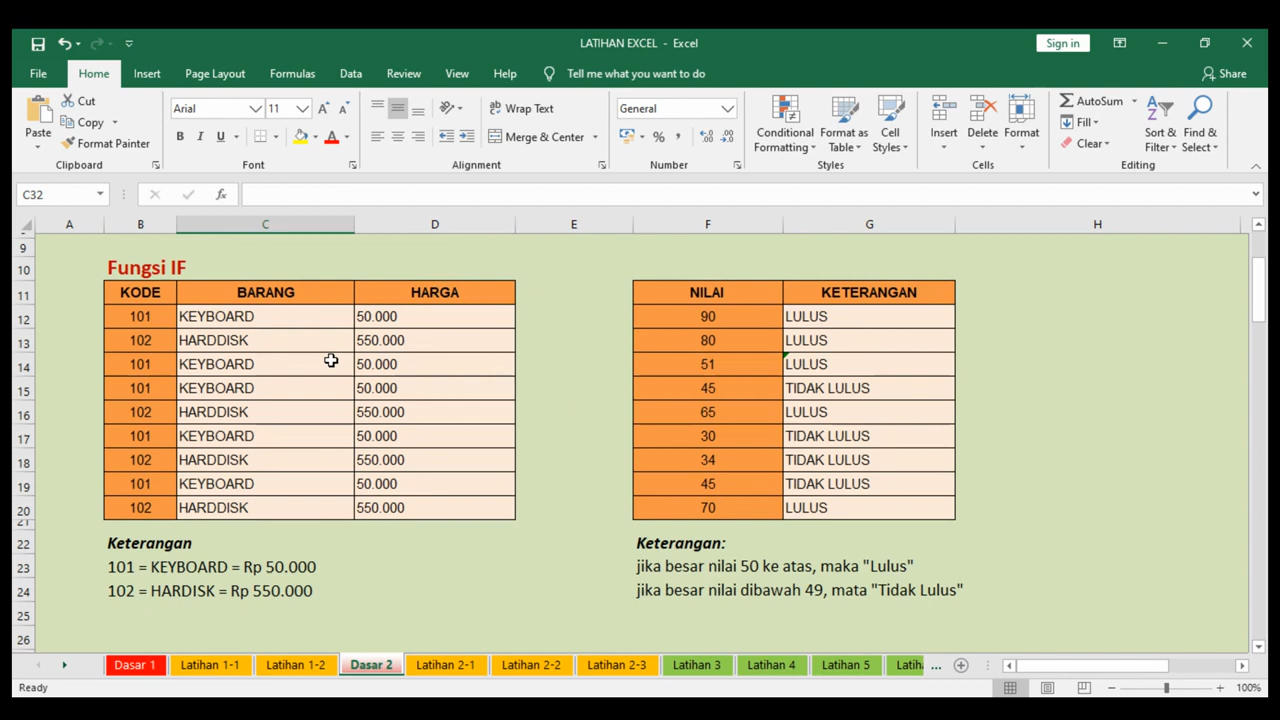 LATIHAN EXCEL - Excel
Sign in
File Home Insert Page Layout Formulas Data Review View Help Tell me what you want to do Share
Paste
Cut
Copy
Format Painter
Clipboard
Arial 11
B I U
Font
Wrap Text
Merge & Center
Alignment
General
Number
Conditional Formatting
Format as Table
Cell Styles
Styles
Insert Delete Format
Cells
AutoSum
Fill
Clear
Sort & Filter
Find & Select
Editing
C32 fx
A B C D E F G H
9
10 Fungsi IF
11 KODE BARANG HARGA NILAI KETERANGAN
12 101 KEYBOARD 50.000 90 LULUS
13 102 HARDDISK 550.000 80 LULUS
14 101 KEYBOARD 50.000 51 LULUS
15 101 KEYBOARD 50.000 45 TIDAK LULUS
16 102 HARDDISK 550.000 65 LULUS
17 101 KEYBOARD 50.000 30 TIDAK LULUS
18 102 HARDDISK 550.000 34 TIDAK LULUS
19 101 KEYBOARD 50.000 45 TIDAK LULUS
20 102 HARDDISK 550.000 70 LULUS
21
22 Keterangan Keterangan:
23 101 = KEYBOARD = Rp 50.000 jika besar nilai 50 ke atas, maka "Lulus"
24 102 = HARDISK = Rp 550.000 jika besar nilai dibawah 49, mata "Tidak Lulus"
25
26
Dasar 1 Latihan 1-1 Latihan 1-2 Dasar 2 Latihan 2-1 Latihan 2-2 Latihan 2-3 Latihan 3 Latihan 4 Latihan 5 Latih ...
Ready 100%